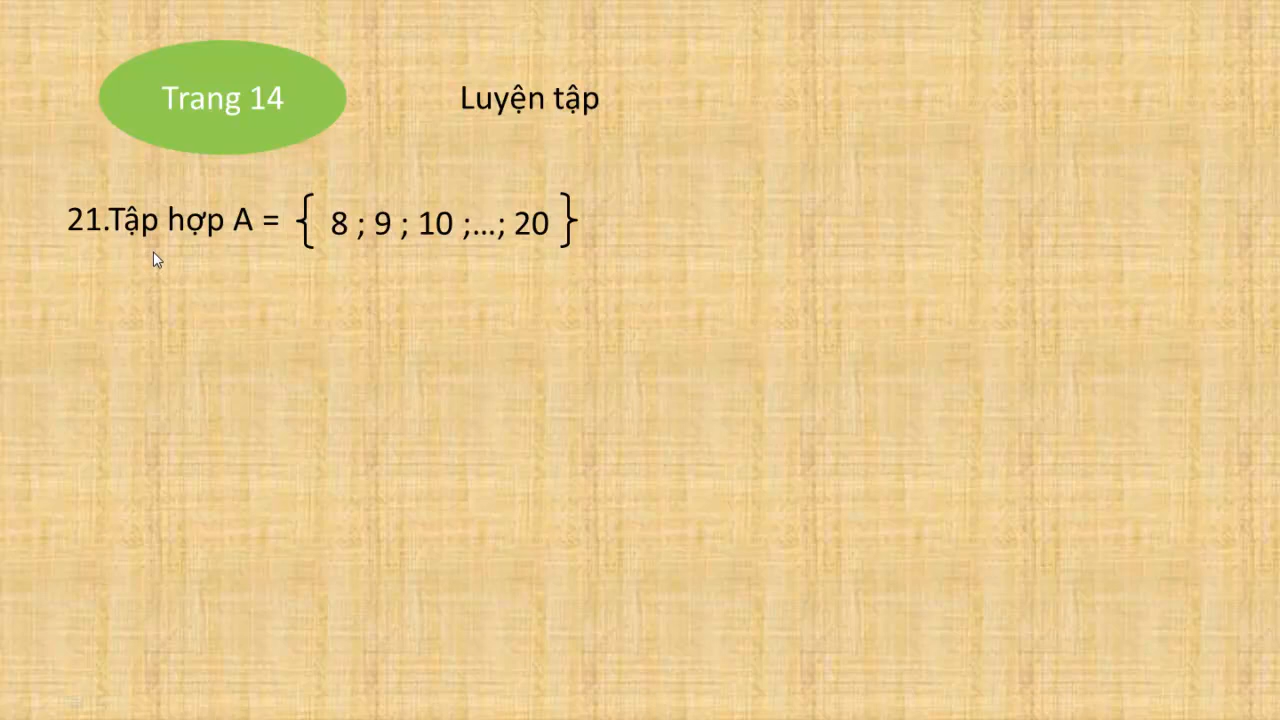 Trang 14
Luyện tập
21.Tập hợp A = { 8 ; 9 ; 10 ;...; 20 }